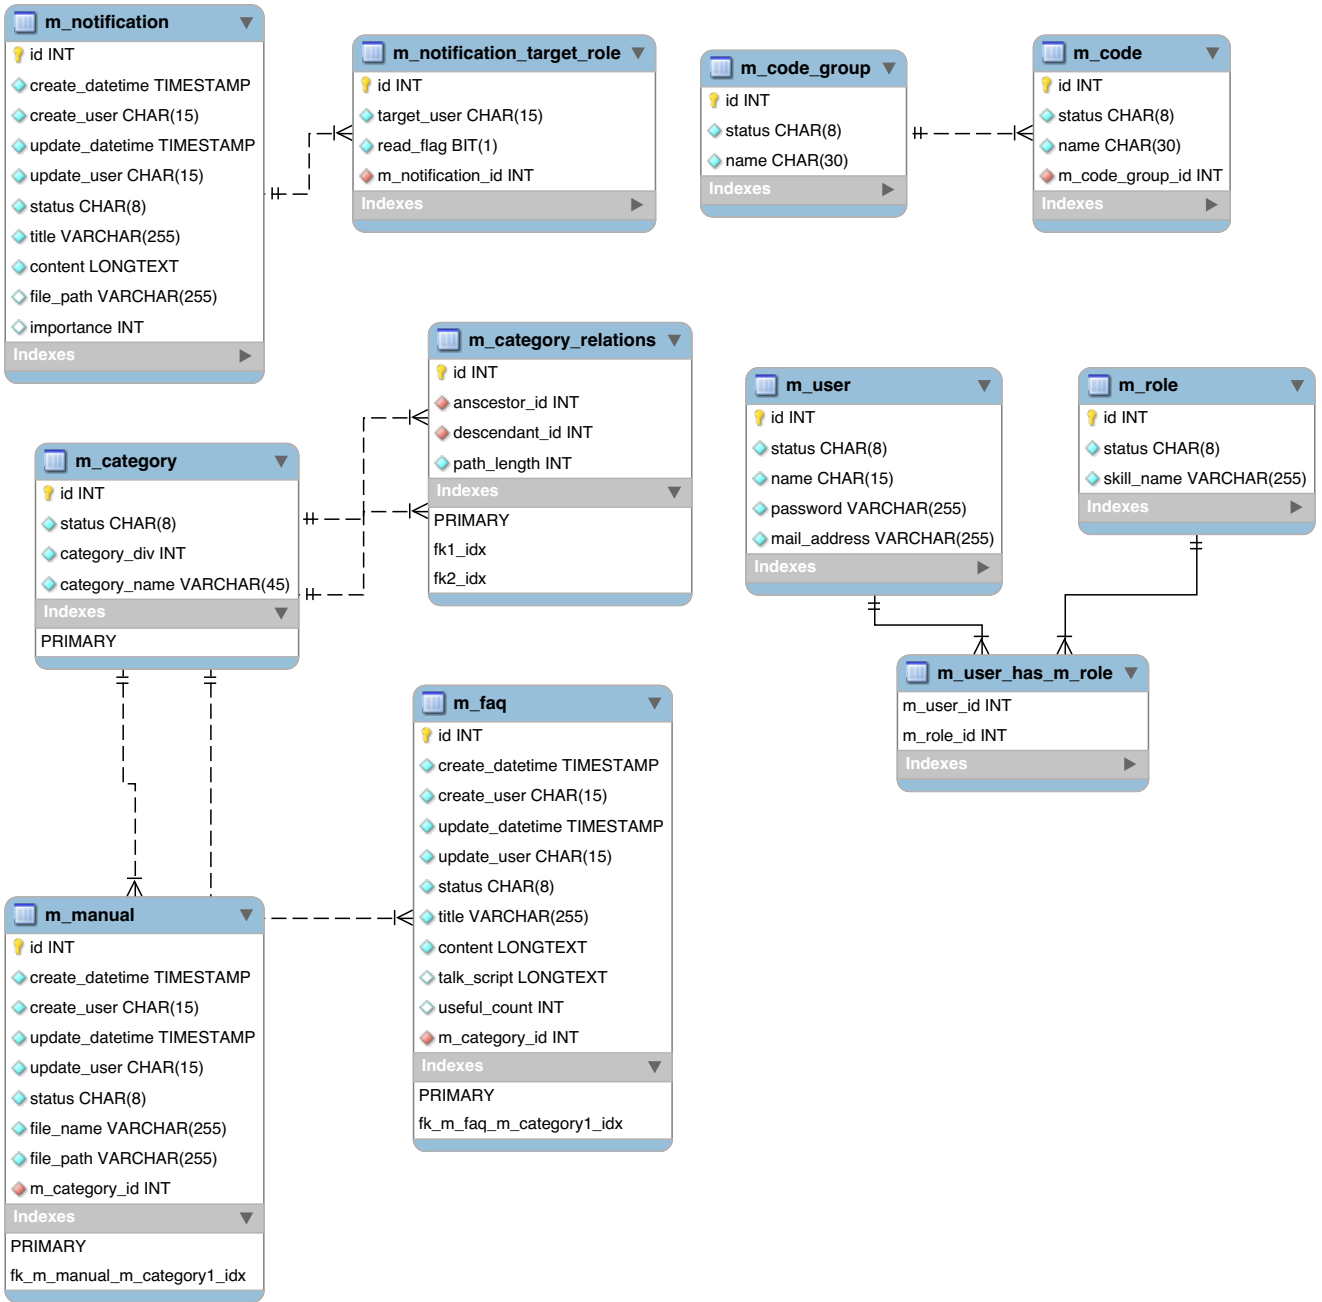 m_notification
id INT
create_datetime TIMESTAMP
create_user CHAR(15)
update_datetime TIMESTAMP
update_user CHAR(15)
status CHAR(8)
title VARCHAR(255)
content LONGTEXT
file_path VARCHAR(255)
importance INT
Indexes
m_notification_target_role
id INT
target_user CHAR(15)
read_flag BIT(1)
m_notification_id INT
Indexes
m_code_group
id INT
status CHAR(8)
name CHAR(30)
Indexes
m_code
id INT
status CHAR(8)
name CHAR(30)
m_code_group_id INT
Indexes
m_category_relations
id INT
anscestor_id INT
descendant_id INT
path_length INT
Indexes
PRIMARY
fk1_idx
fk2_idx
m_user
id INT
status CHAR(8)
name CHAR(15)
password VARCHAR(255)
mail_address VARCHAR(255)
Indexes
m_role
id INT
status CHAR(8)
skill_name VARCHAR(255)
Indexes
m_category
id INT
status CHAR(8)
category_div INT
category_name VARCHAR(45)
Indexes
PRIMARY
m_user_has_m_role
m_user_id INT
m_role_id INT
Indexes
m_faq
id INT
create_datetime TIMESTAMP
create_user CHAR(15)
update_datetime TIMESTAMP
update_user CHAR(15)
status CHAR(8)
title VARCHAR(255)
content LONGTEXT
talk_script LONGTEXT
useful_count INT
m_category_id INT
Indexes
PRIMARY
fk_m_faq_m_category1_idx
m_manual
id INT
create_datetime TIMESTAMP
create_user CHAR(15)
update_datetime TIMESTAMP
update_user CHAR(15)
status CHAR(8)
file_name VARCHAR(255)
file_path VARCHAR(255)
m_category_id INT
Indexes
PRIMARY
fk_m_manual_m_category1_idx